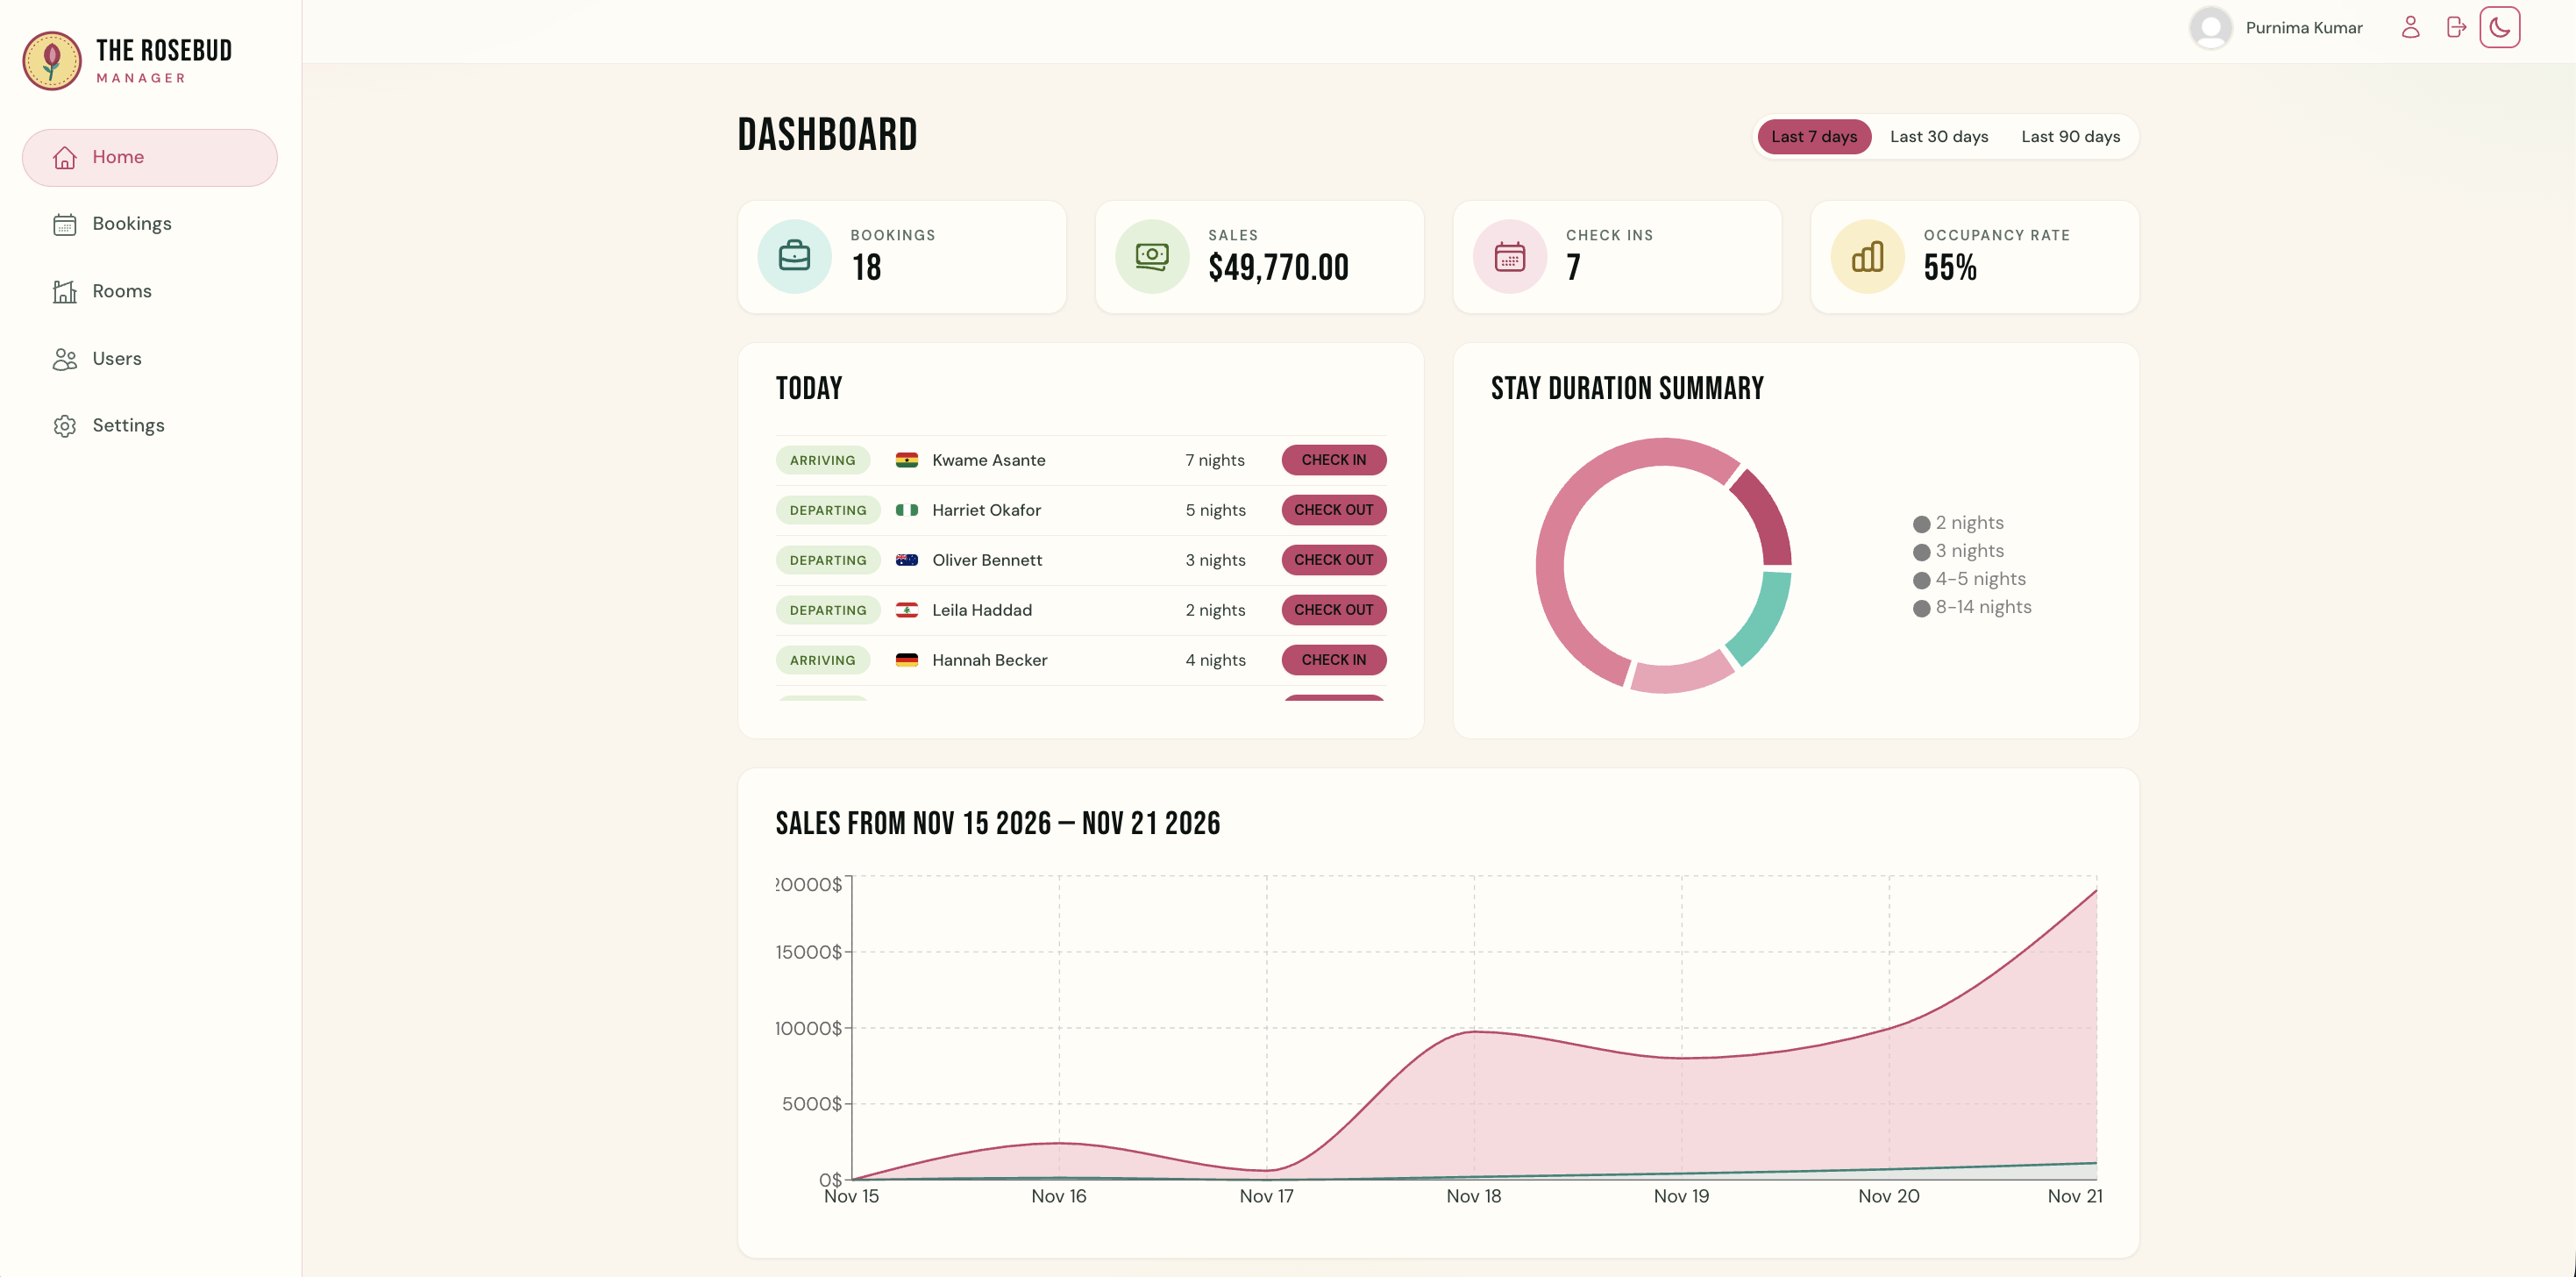 THE ROSEBUD
MANAGER
Home
Bookings
Rooms
Users
Settings
Purnima Kumar
DASHBOARD
Last 7 days Last 30 days Last 90 days
BOOKINGS
18
SALES
$49,770.00
CHECK INS
7
OCCUPANCY RATE
55%
TODAY
ARRIVING Kwame Asante 7 nights CHECK IN
DEPARTING Harriet Okafor 5 nights CHECK OUT
DEPARTING Oliver Bennett 3 nights CHECK OUT
DEPARTING Leila Haddad 2 nights CHECK OUT
ARRIVING Hannah Becker 4 nights CHECK IN
STAY DURATION SUMMARY
2 nights
3 nights
4-5 nights
8-14 nights
SALES FROM NOV 15 2026 — NOV 21 2026
20000$
15000$
10000$
5000$
0$
Nov 15 Nov 16 Nov 17 Nov 18 Nov 19 Nov 20 Nov 21